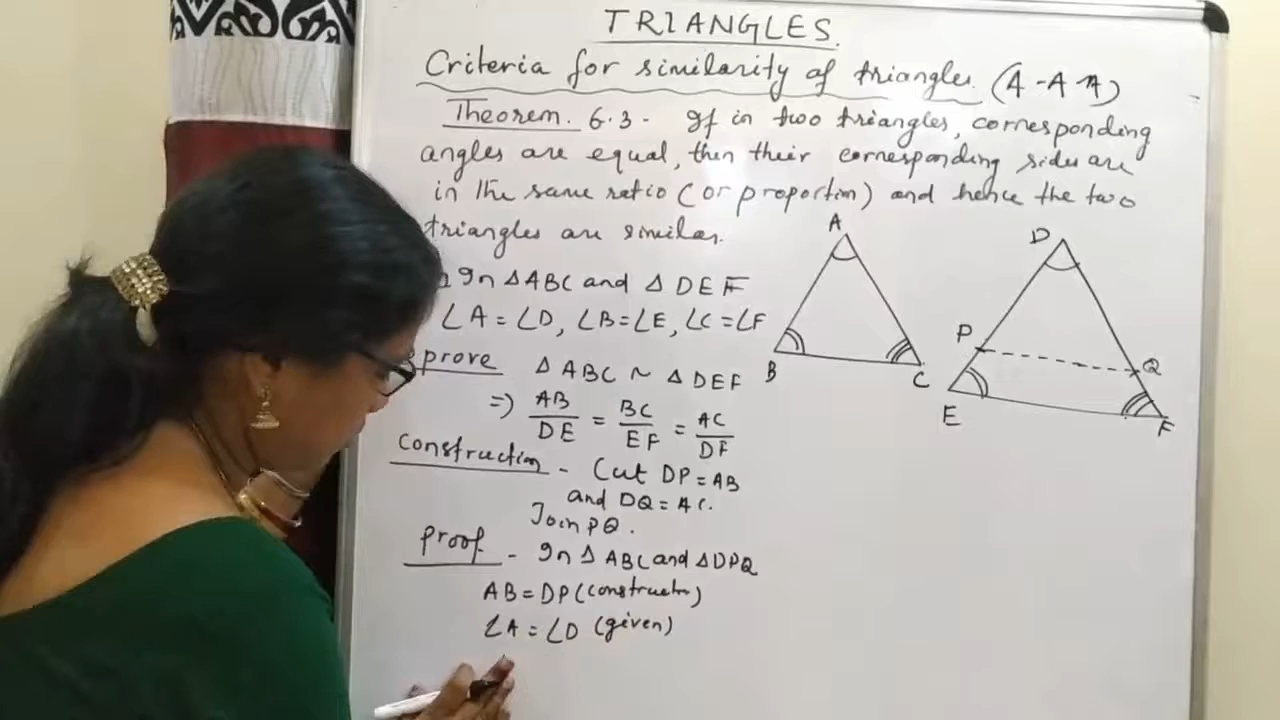 TRIANGLES.
Criteria for similarity of triangles. (A-A A)
Theorem. 6.3. If in two triangles, corresponding
angles are equal, then their corresponding sides are
in the same ratio (or proportion) and hence the two
triangles are similar.
In ∆ABC and ∆DEF
∠A = ∠D, ∠B=∠E, ∠C=∠F
prove ∆ABC ~ ∆DEF
=) AB/DE = BC/EF = AC/DF
Construction - Cut DP = AB
and DQ = AC.
Join PQ.
Proof - In ∆ABC and ∆DPQ
AB = DP (construction)
∠A = ∠D (given)
A
B
C
D
P
Q
E
F